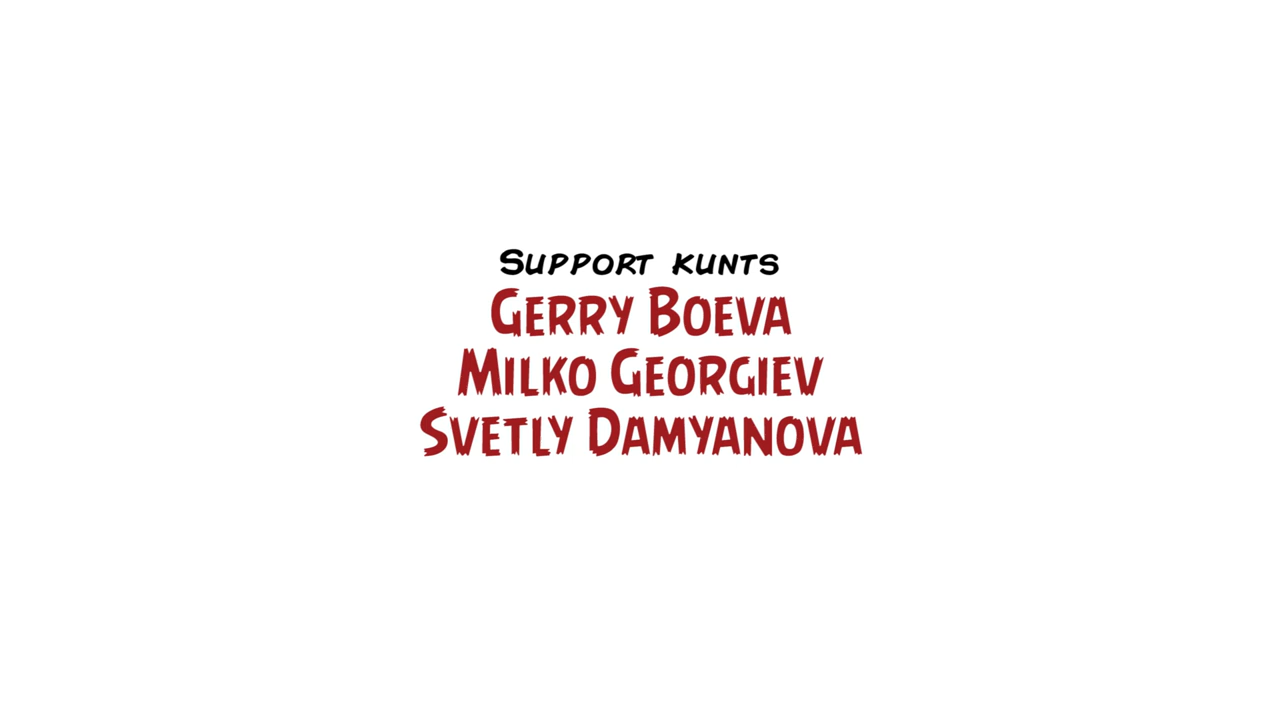 Support kunts
Gerry Boeva
Milko Georgiev
Svetly Damyanova